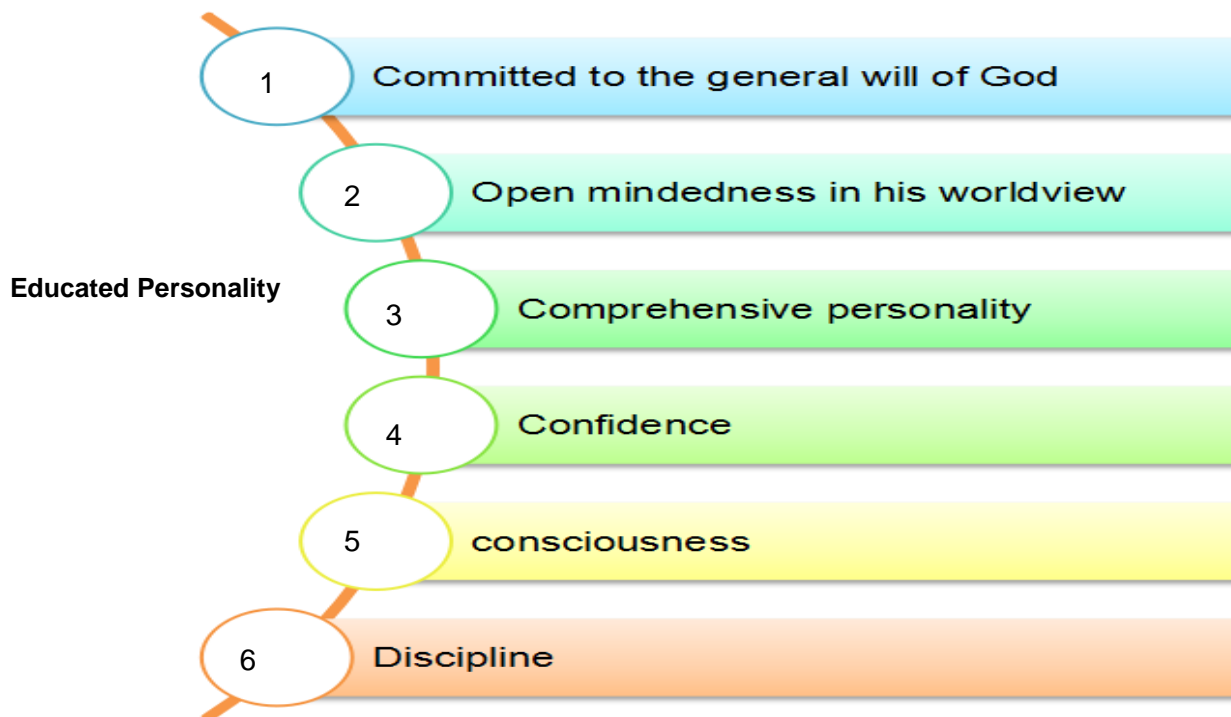 1 Committed to the general will of God
2 Open mindedness in his worldview
Educated Personality
3 Comprehensive personality
4 Confidence
5 consciousness
6 Discipline